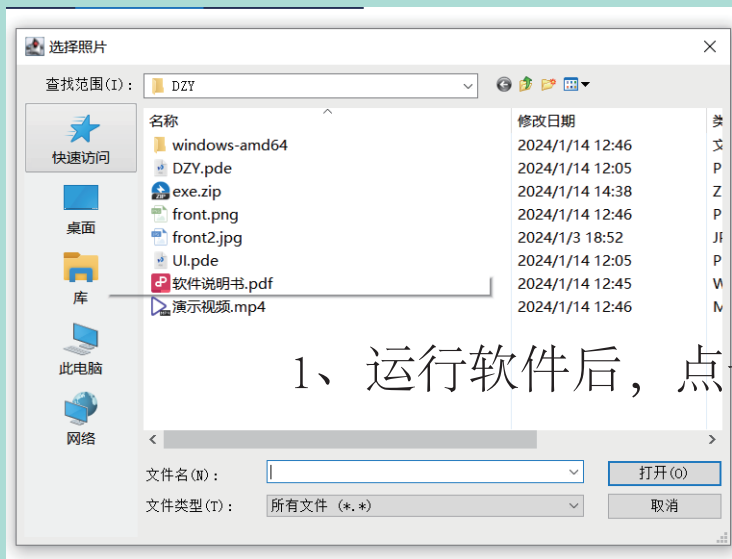 选择照片
查找范围(I): DZY
名称 修改日期
windows-amd64 2024/1/14 12:46
DZY.pde 2024/1/14 12:05 P
exe.zip 2024/1/14 14:38 Z
front.png 2024/1/14 12:46 P
front2.jpg 2024/1/3 18:52
UI.pde 2024/1/14 12:05 P
软件说明书.pdf 2024/1/14 12:45
演示视频.mp4 2024/1/14 12:46
快速访问
桌面
库
此电脑
网络
1、运行软件后，点
文件名(N): 打开(O)
文件类型(T): 所有文件 (*.*) 取消